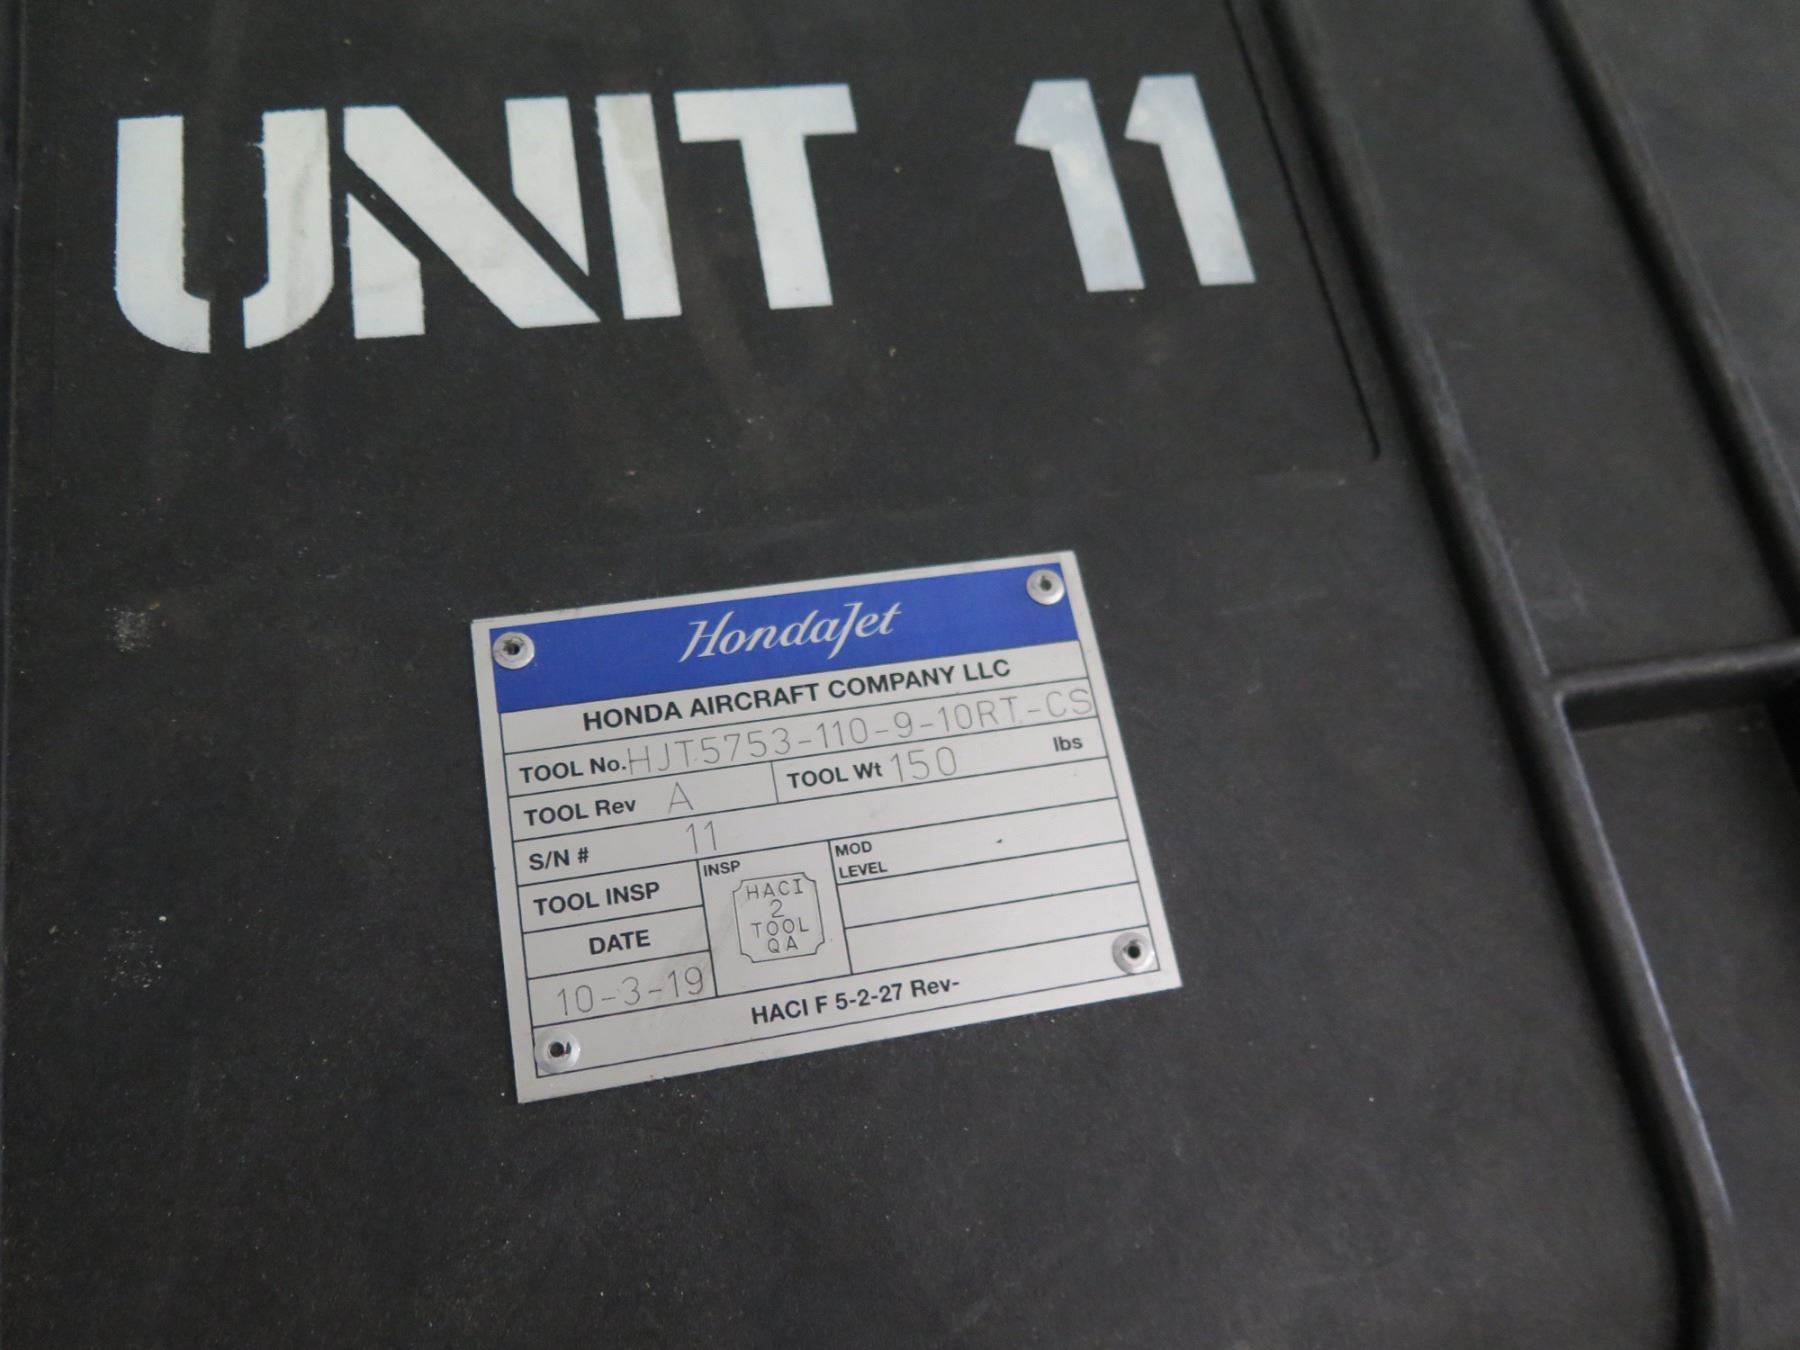 UNIT 11
HondaJet
HONDA AIRCRAFT COMPANY LLC
TOOL No. HJT5753-110-9-10RT-CS
TOOL Rev A TOOL Wt 150 lbs
S/N # 11
TOOL INSP
DATE
10-3-19
INSP
HACI
2
TOOL
QA
MOD
LEVEL
HACI F 5-2-27 Rev-